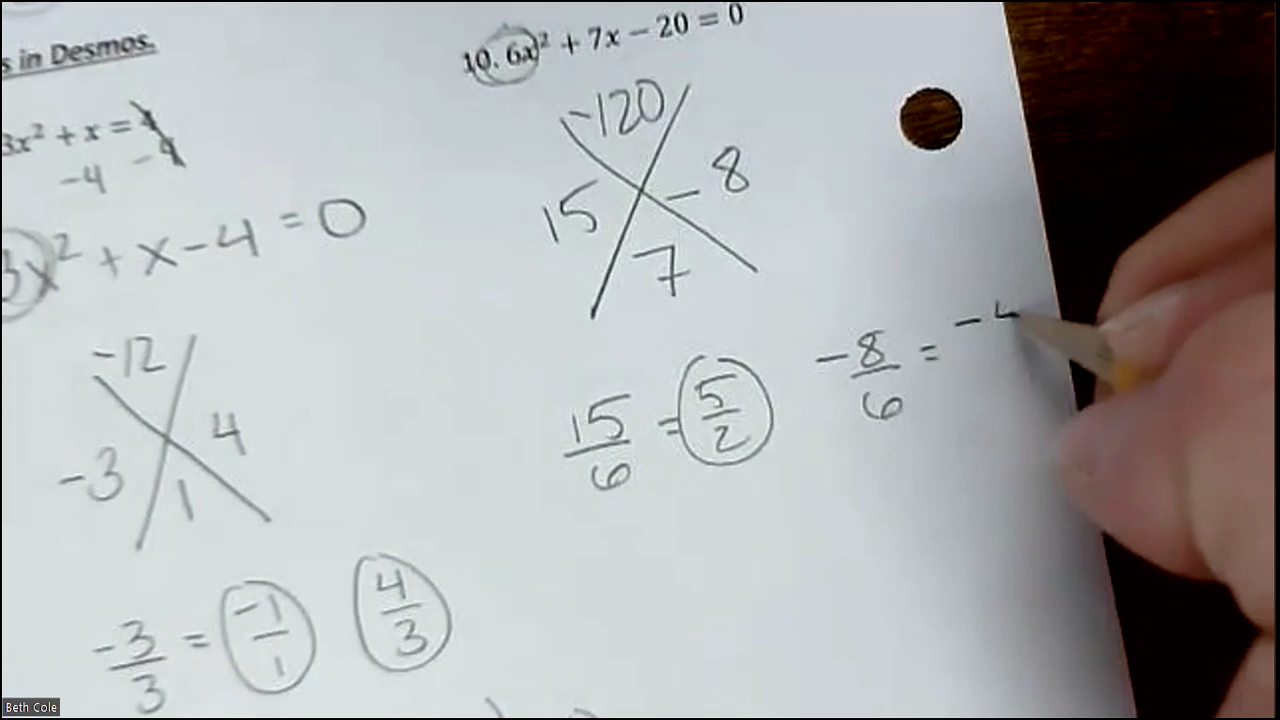 s in Desmos.
3x² + x = 4
-4 -4
3x² + x - 4 = 0
-12
-3 4
1
-3/3 = -1/1 4/3
10. 6x² + 7x − 20 = 0
-120
15 -8
7
15/6 = 5/2 -8/6 = -4
Beth Cole